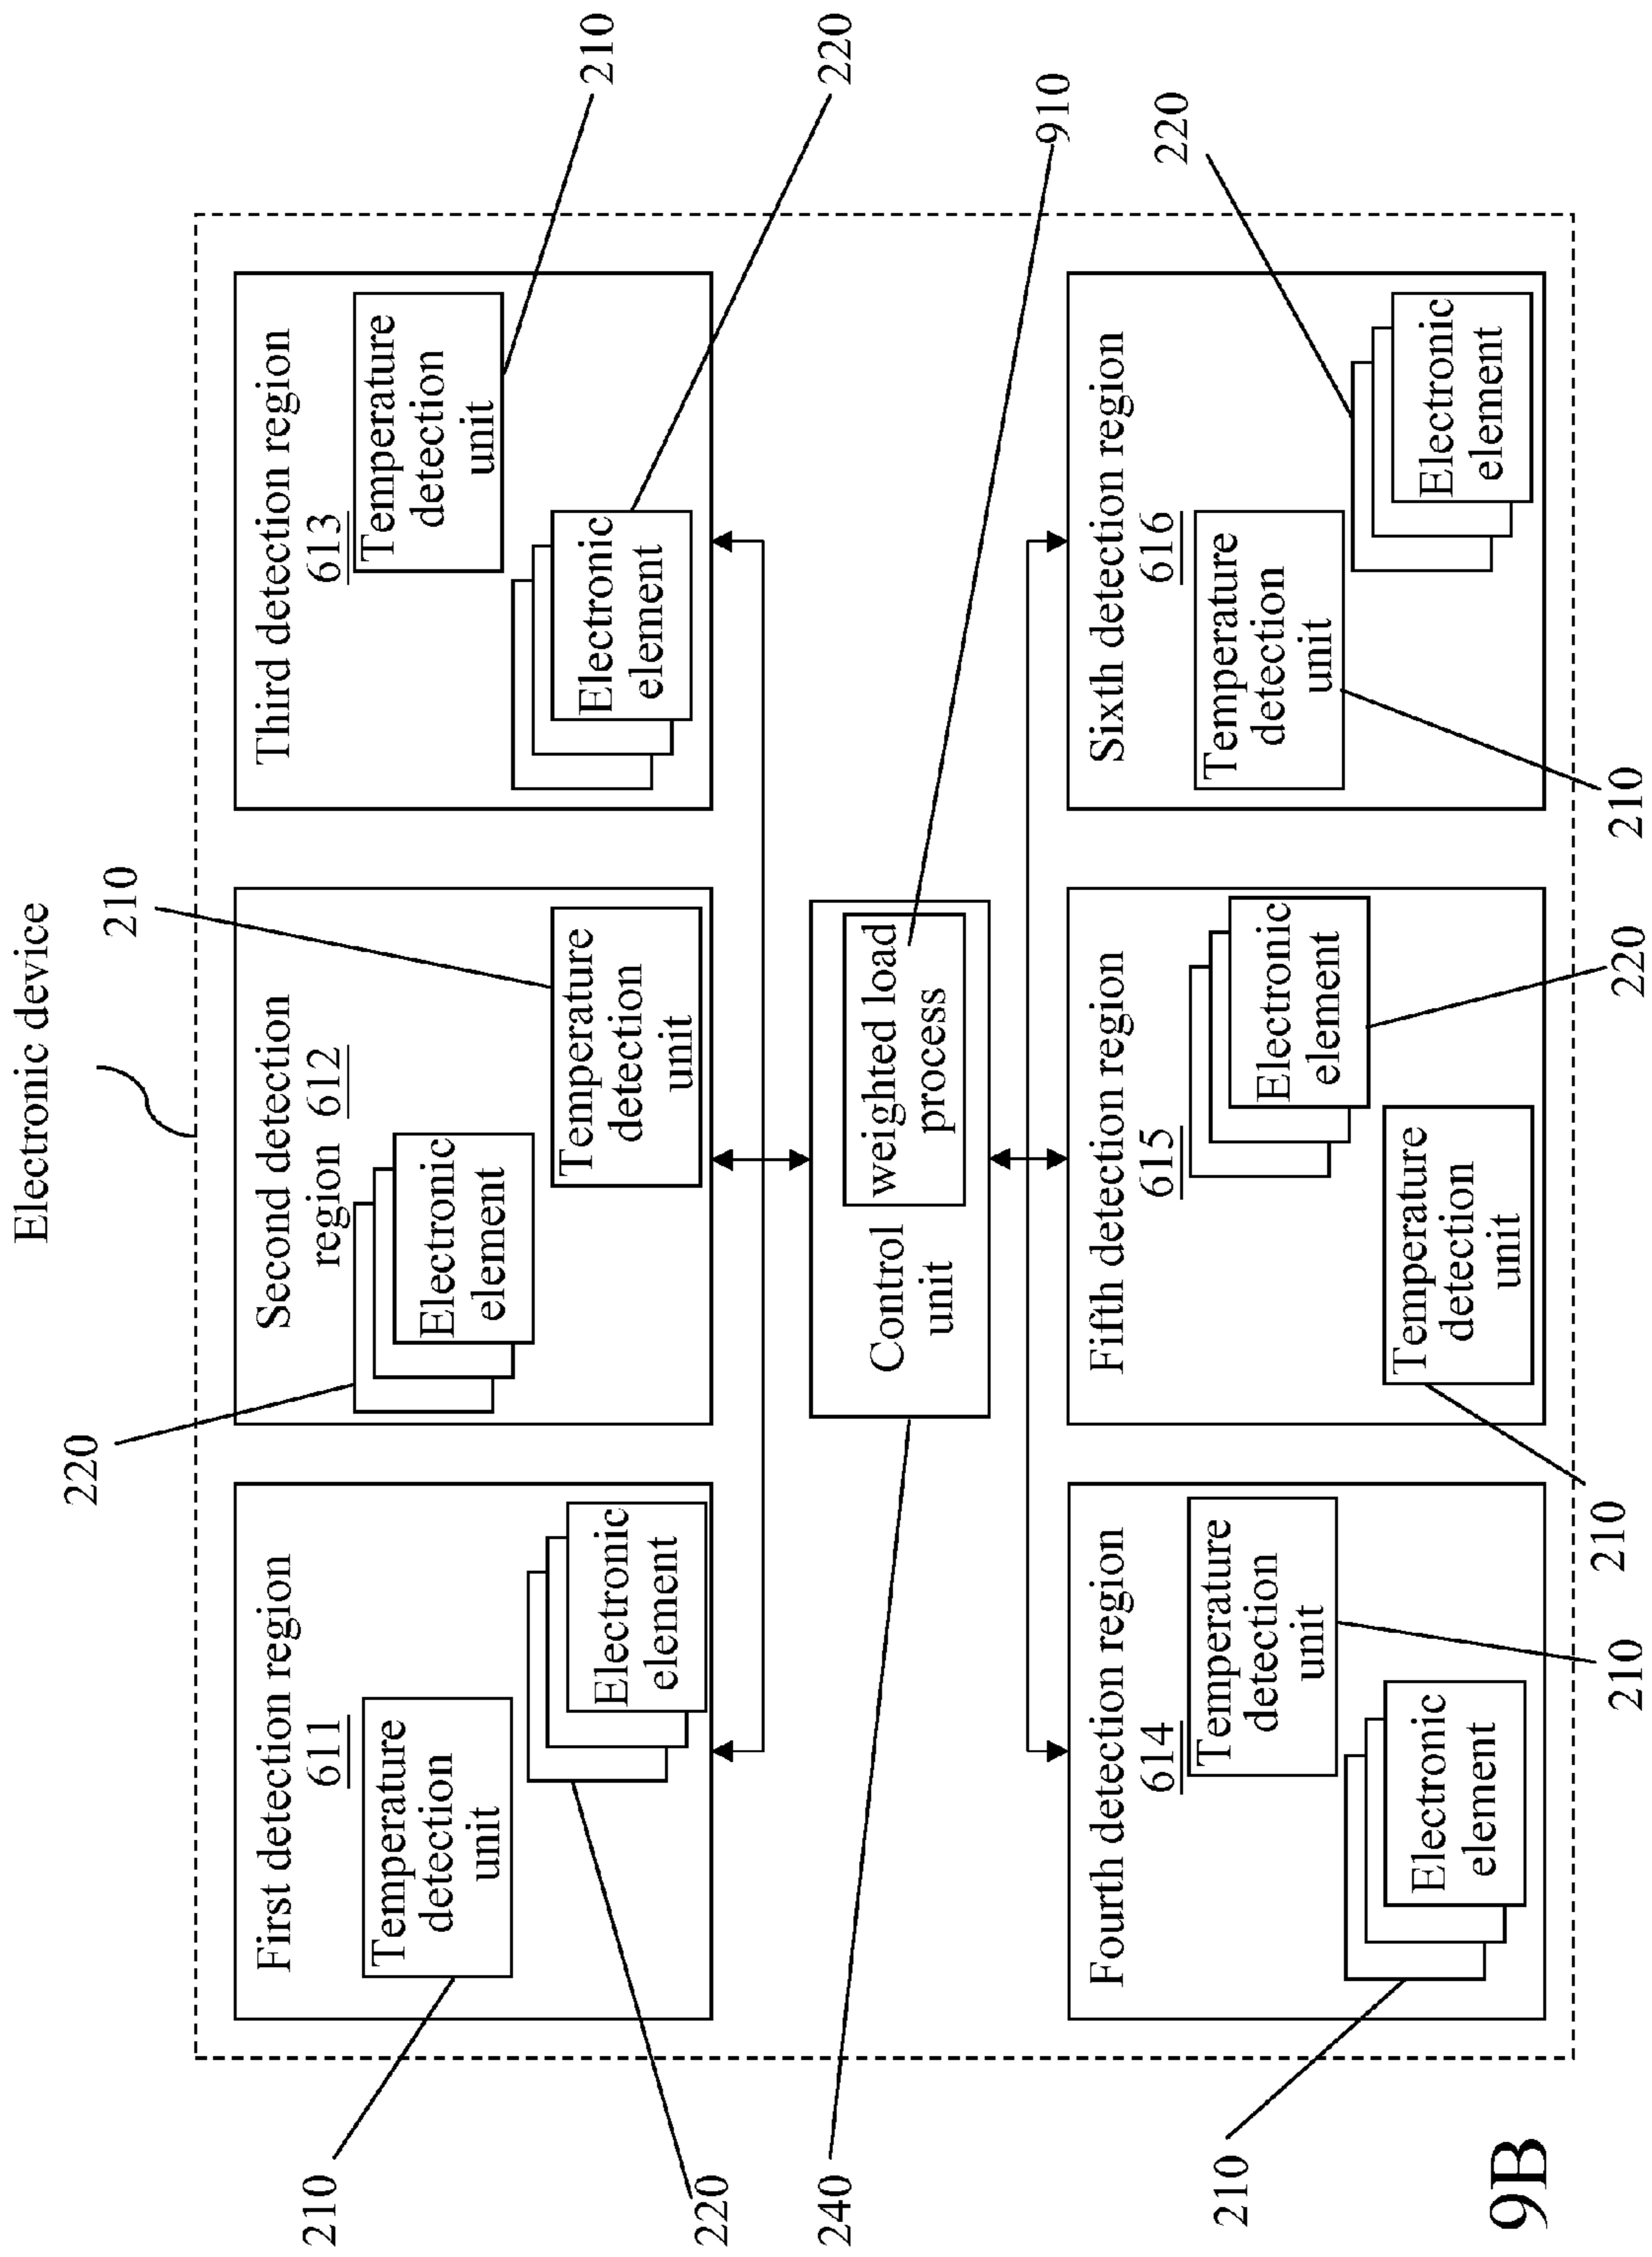 Electronic device
220
210
First detection region
611
Temperature
detection
unit
Electronic
element
Second detection
region 612
Electronic
element
Temperature
detection
unit
Third detection region
613
Temperature
detection
unit
Electronic
element
210
220
210
220
240
Control
unit
weighted load
process
910
Fourth detection region
614
Temperature
detection
unit
Electronic
element
Fifth detection region
615
Electronic
element
Temperature
detection
unit
Sixth detection region
616
Temperature
detection
unit
Electronic
element
220
210
210
210
220
210
9B